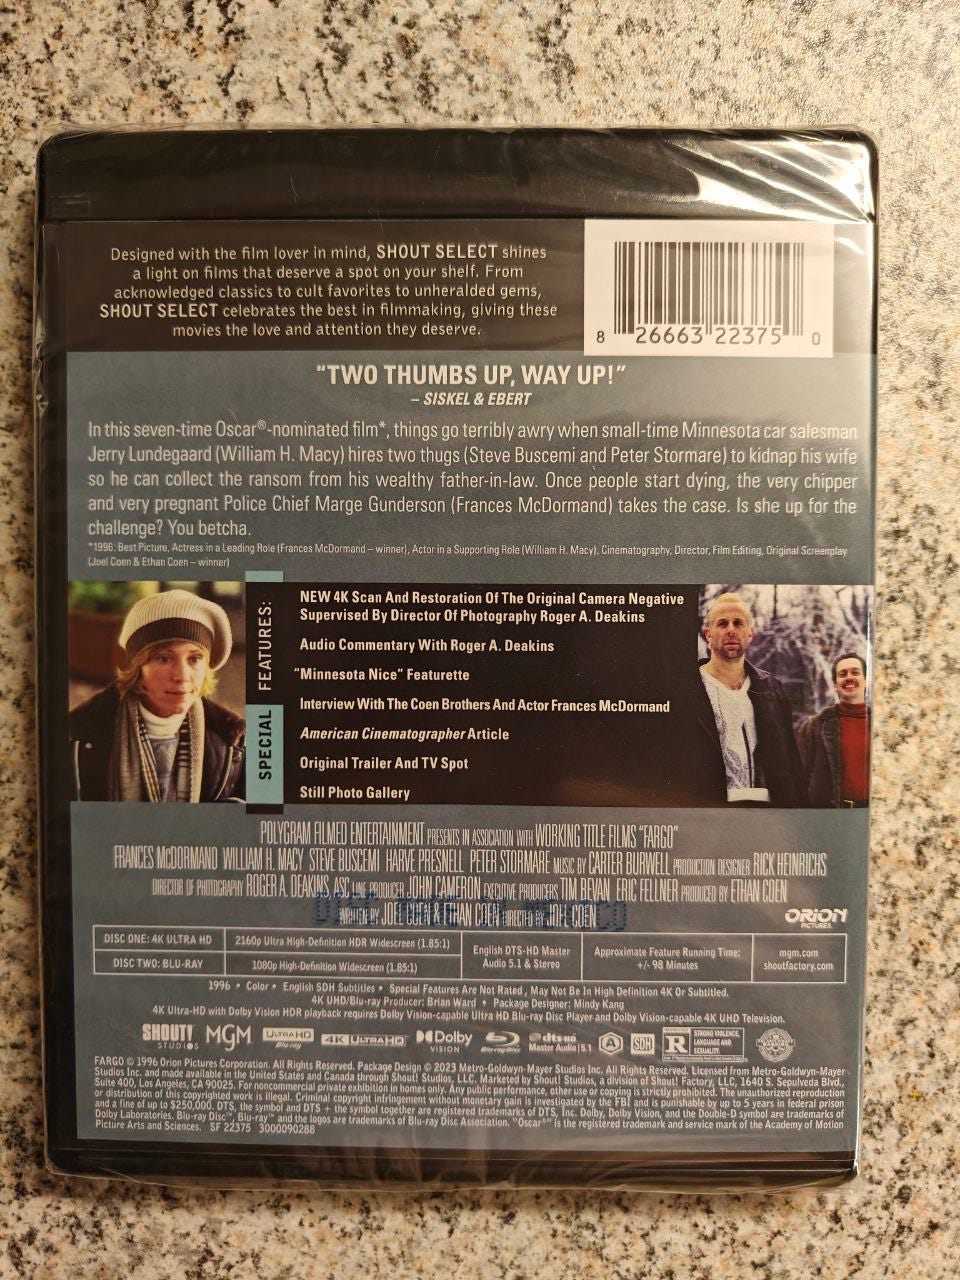 Designed with the film lover in mind, SHOUT SELECT shines
a light on films that deserve a spot on your shelf. From
acknowledged classics to cult favorites to unheralded gems,
SHOUT SELECT celebrates the best in filmmaking, giving these
movies the love and attention they deserve.
8 26663 22375 0
"TWO THUMBS UP, WAY UP!"
– SISKEL & EBERT
In this seven-time Oscar®-nominated film*, things go terribly awry when small-time Minnesota car salesman
Jerry Lundegaard (William H. Macy) hires two thugs (Steve Buscemi and Peter Stormare) to kidnap his wife
so he can collect the ransom from his wealthy father-in-law. Once people start dying, the very chipper
and very pregnant Police Chief Marge Gunderson (Frances McDormand) takes the case. Is she up for the
challenge? You betcha.
*1996: Best Picture, Actress in a Leading Role (Frances McDormand – winner), Actor in a Supporting Role (William H. Macy), Cinematography, Director, Film Editing, Original Screenplay
(Joel Coen & Ethan Coen – winner)
SPECIAL FEATURES:
NEW 4K Scan And Restoration Of The Original Camera Negative
Supervised By Director Of Photography Roger A. Deakins
Audio Commentary With Roger A. Deakins
"Minnesota Nice" Featurette
Interview With The Coen Brothers And Actor Frances McDormand
American Cinematographer Article
Original Trailer And TV Spot
Still Photo Gallery
POLYGRAM FILMED ENTERTAINMENT PRESENTS IN ASSOCIATION WITH WORKING TITLE FILMS "FARGO"
FRANCES McDORMAND WILLIAM H. MACY STEVE BUSCEMI HARVE PRESNELL PETER STORMARE MUSIC BY CARTER BURWELL PRODUCTION DESIGNER RICK HEINRICHS
DIRECTOR OF PHOTOGRAPHY ROGER A. DEAKINS, ASC LINE PRODUCER JOHN CAMERON EXECUTIVE PRODUCERS TIM BEVAN ERIC FELLNER PRODUCED BY ETHAN COEN
WRITTEN BY JOEL COEN & ETHAN COEN DIRECTED BY JOEL COEN
DISC MADE IN MEXICO
ORION
PICTURES
DISC ONE: 4K ULTRA HD
2160p Ultra High-Definition HDR Widescreen (1.85:1)
DISC TWO: BLU-RAY
1080p High-Definition Widescreen (1.85:1)
English DTS-HD Master
Audio 5.1 & Stereo
Approximate Feature Running Time:
+/- 98 Minutes
mgm.com
shoutfactory.com
1996 • Color • English SDH Subtitles • Special Features Are Not Rated , May Not Be In High Definition 4K Or Subtitled.
4K UHD/Blu-ray Producer: Brian Ward • Package Designer: Mindy Kang
4K Ultra-HD with Dolby Vision HDR playback requires Dolby Vision-capable Ultra HD Blu-ray Disc Player and Dolby Vision-capable 4K UHD Television.
SHOUT!
STUDIOS
MGM
ULTRA HD
Blu-ray
4K ULTRA HD
Dolby
VISION
Blu-ray Disc
dts-HD
Master Audio 5.1
A
SDH
R
STRONG VIOLENCE,
LANGUAGE AND
SEXUALITY.
FARGO © 1996 Orion Pictures Corporation. All Rights Reserved. Package Design © 2023 Metro-Goldwyn-Mayer Studios Inc. All Rights Reserved. Licensed from Metro-Goldwyn-Mayer
Studios Inc. and made available in the United States and Canada through Shout! Studios, LLC. Marketed by Shout! Studios, a division of Shout! Factory, LLC, 1640 S. Sepulveda Blvd.,
Suite 400, Los Angeles, CA 90025. For noncommercial private exhibition in homes only. Any public performance, other use or copying is strictly prohibited. The unauthorized reproduction
or distribution of this copyrighted work is illegal. Criminal copyright infringement without monetary gain is investigated by the FBI and is punishable by up to 5 years in federal prison
and a fine of up to $250,000. DTS, the symbol and DTS + the symbol together are registered trademarks of DTS, Inc. Dolby, Dolby Vision, and the Double-D symbol are trademarks of
Dolby Laboratories. Blu-ray Disc™, Blu-ray™ and the logos are trademarks of Blu-ray Disc Association. "Oscar®" is the registered trademark and service mark of the Academy of Motion
Picture Arts and Sciences. SF 22375 3000090288